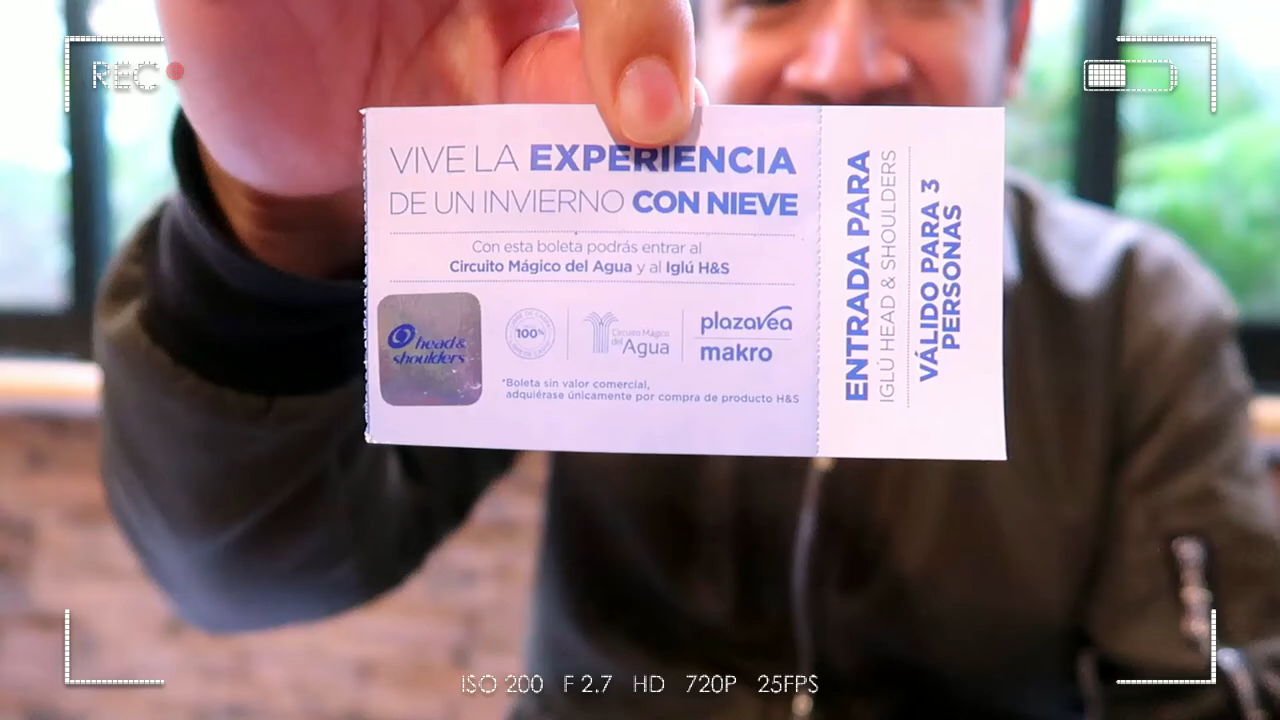 REC
VIVE LA EXPERIENCIA
DE UN INVIERNO CON NIEVE
Con esta boleta podrás entrar al
Circuito Mágico del Agua y al Iglú H&S
head&
shoulders
100%
Circuito Mágico
del Agua
plazavea
makro
*Boleta sin valor comercial,
adquiérase únicamente por compra de producto H&S
ENTRADA PARA
IGLÚ HEAD & SHOULDERS
VÁLIDO PARA 3
PERSONAS
ISO 200 F 2.7 HD 720P 25FPS